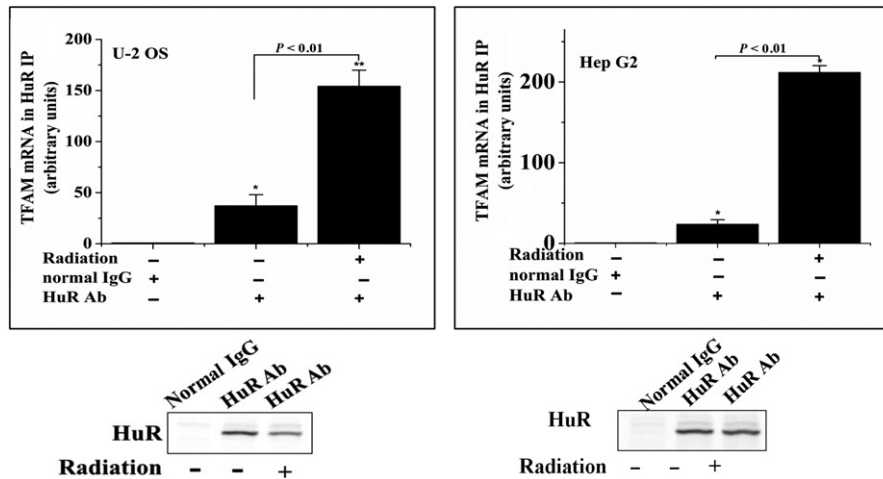 U-2 OS
P < 0.01
TFAM mRNA in HuR IP
(arbitrary units)
200
150
100
50
0
*
**
Radiation – – +
normal IgG + – –
HuR Ab – + +
Hep G2
P < 0.01
TFAM mRNA in HuR IP
(arbitrary units)
200
100
0
*
*
Radiation – – +
normal IgG + – –
HuR Ab – + +
Normal IgG
HuR Ab
HuR Ab
HuR
Radiation - - +
Normal IgG
HuR Ab
HuR Ab
HuR
Radiation – – +